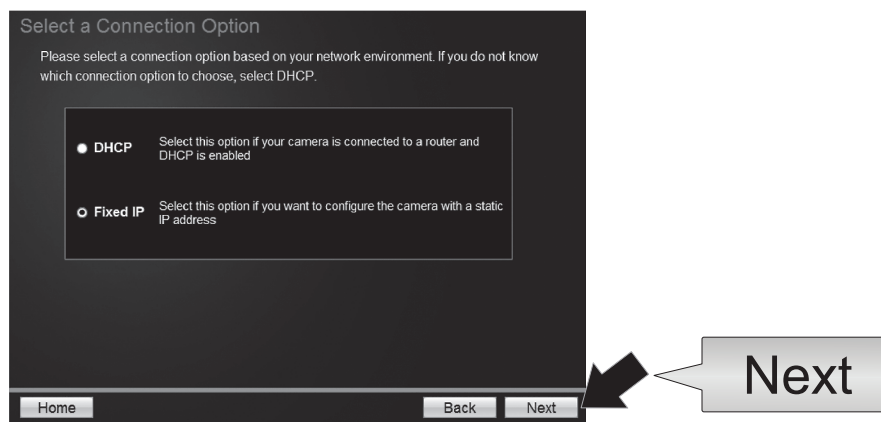 Select a Connection Option
Please select a connection option based on your network environment. If you do not know
which connection option to choose, select DHCP.
DHCP
Select this option if your camera is connected to a router and
DHCP is enabled
Fixed IP
Select this option if you want to configure the camera with a static
IP address
Home
Back
Next
Next